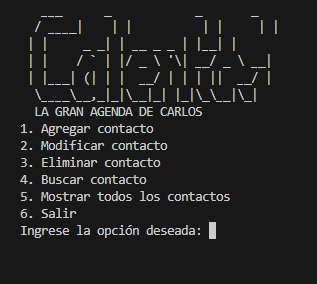 LA GRAN AGENDA DE CARLOS
1. Agregar contacto
2. Modificar contacto
3. Eliminar contacto
4. Buscar contacto
5. Mostrar todos los contactos
6. Salir
Ingrese la opción deseada: